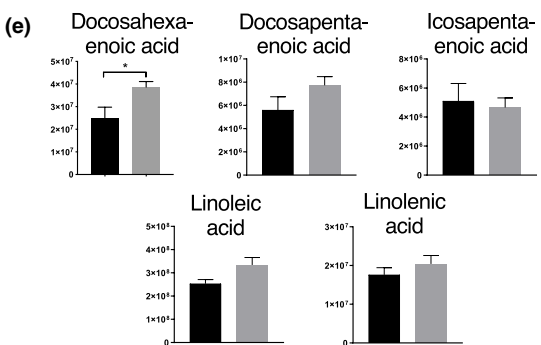 (e)
Docosahexa-
enoic acid
5×10⁷
4×10⁷
3×10⁷
2×10⁷
1×10⁷
0
*
Docosapenta-
enoic acid
1×10⁷
8×10⁶
6×10⁶
4×10⁶
2×10⁶
0
Icosapenta-
enoic acid
8×10⁶
6×10⁶
4×10⁶
2×10⁶
0
Linoleic
acid
5×10⁸
4×10⁸
3×10⁸
2×10⁸
1×10⁸
0
Linolenic
acid
3×10⁷
2×10⁷
1×10⁷
0